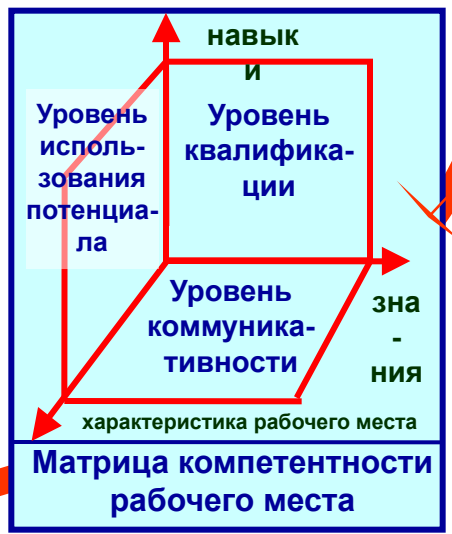 навык
и
Уровень
исполь-
зования
потенциа-
ла
Уровень
квалифика-
ции
Уровень
коммуника-
тивности
зна
-
ния
характеристика рабочего места
Матрица компетентности
рабочего места